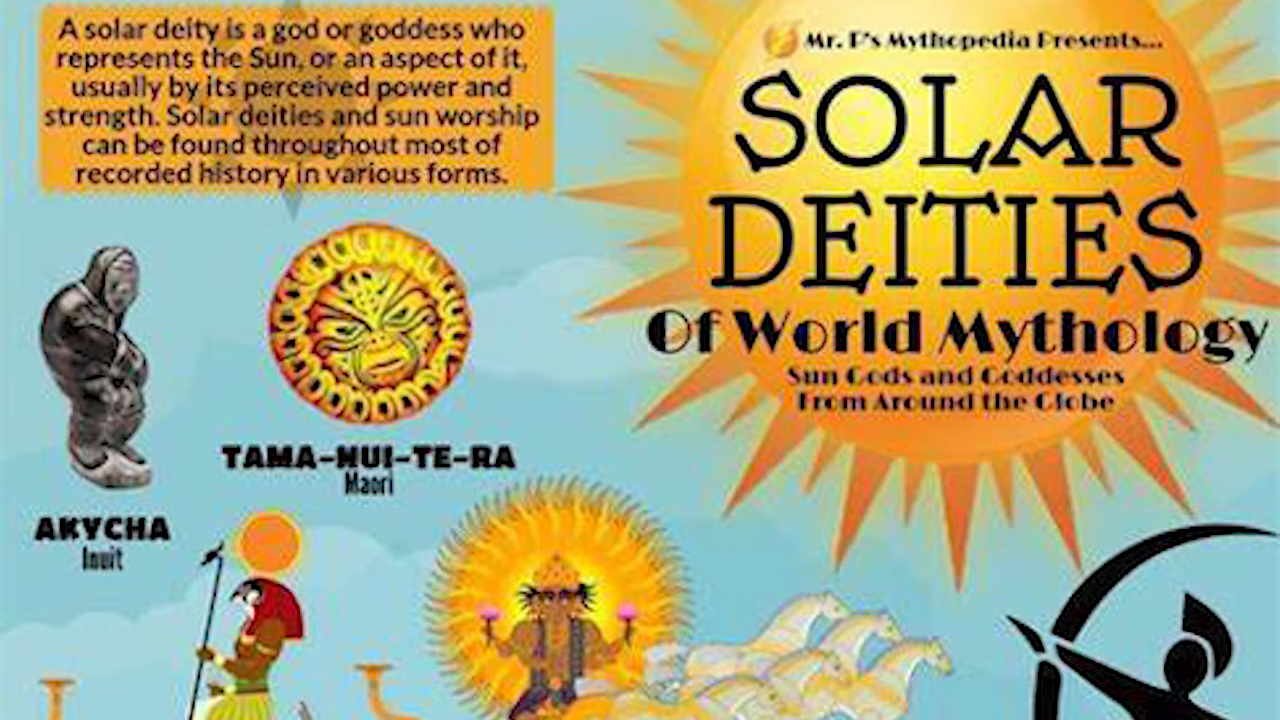 A solar deity is a god or goddess who
represents the Sun, or an aspect of it,
usually by its perceived power and
strength. Solar deities and sun worship
can be found throughout most of
recorded history in various forms.
Mr. P's Mythopedia Presents...
SOLAR
DEITIES
Of World Mythology
Sun Gods and Goddesses
From Around the Globe
TAMA-NUI-TE-RA
Maori
AKYCHA
Inuit